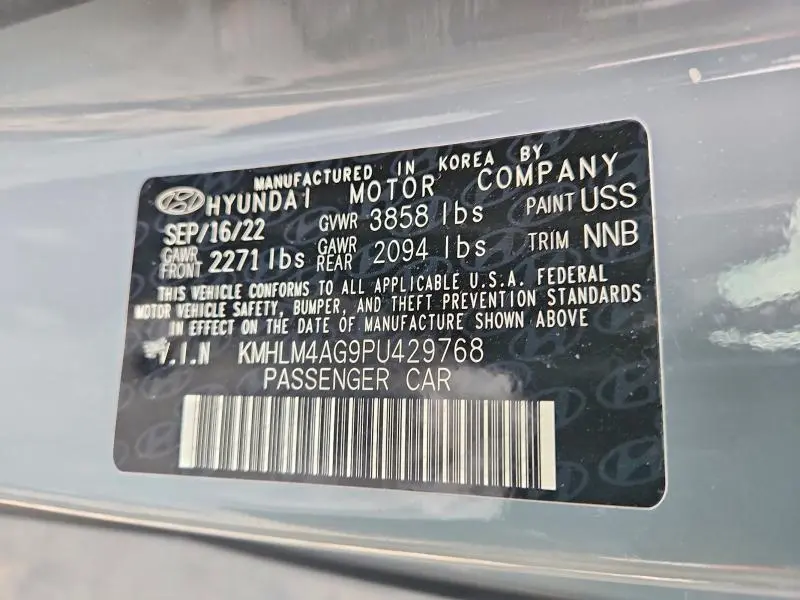 MANUFACTURED IN KOREA BY
HYUNDAI MOTOR COMPANY
SEP/16/22 GVWR 3858 lbs PAINT USS
GAWR FRONT 2271 lbs GAWR REAR 2094 lbs TRIM NNB
THIS VEHICLE CONFORMS TO ALL APPLICABLE U.S.A. FEDERAL
MOTOR VEHICLE SAFETY, BUMPER, AND THEFT PREVENTION STANDARDS
IN EFFECT ON THE DATE OF MANUFACTURE SHOWN ABOVE
V.I.N KMHLM4AG9PU429768
PASSENGER CAR